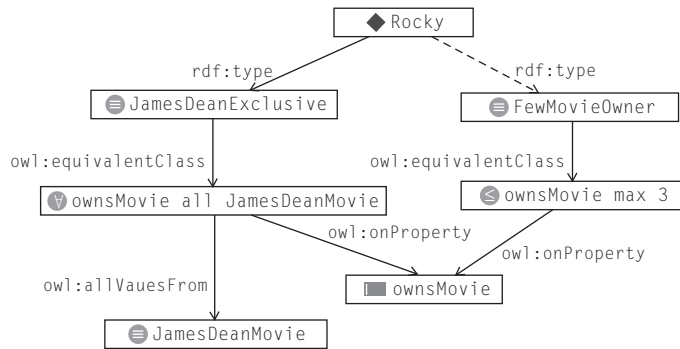 Rocky
rdf:type
rdf:type
JamesDeanExclusive
FewMovieOwner
owl:equivalentClass
owl:equivalentClass
∀ ownsMovie all JamesDeanMovie
≤ ownsMovie max 3
owl:onProperty
owl:onProperty
owl:allVauesFrom
ownsMovie
JamesDeanMovie